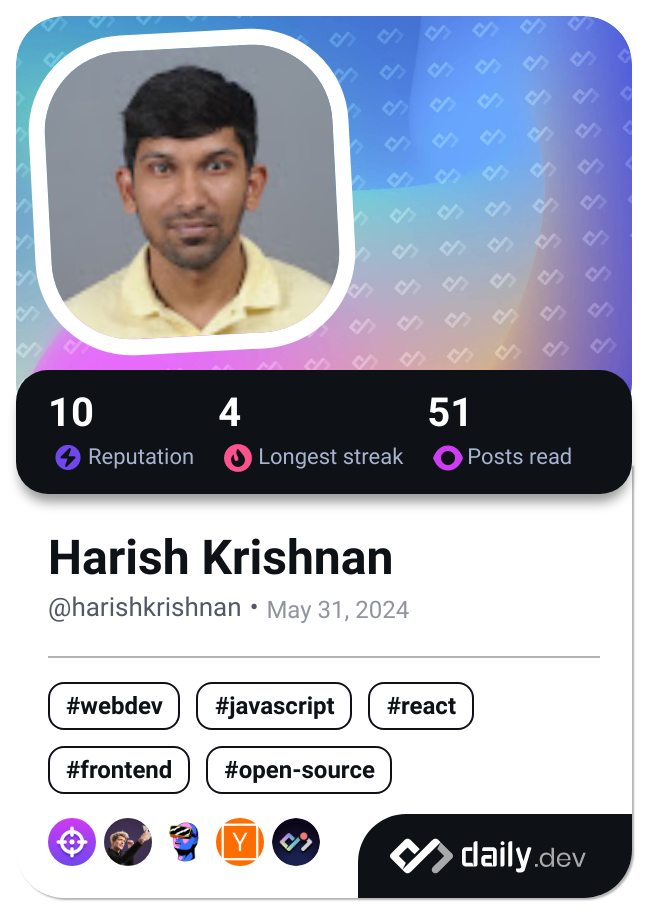 10 4 51
Reputation Longest streak Posts read
Harish Krishnan
@harishkrishnan • May 31, 2024
#webdev #javascript #react
#frontend #open-source
Y
daily.dev